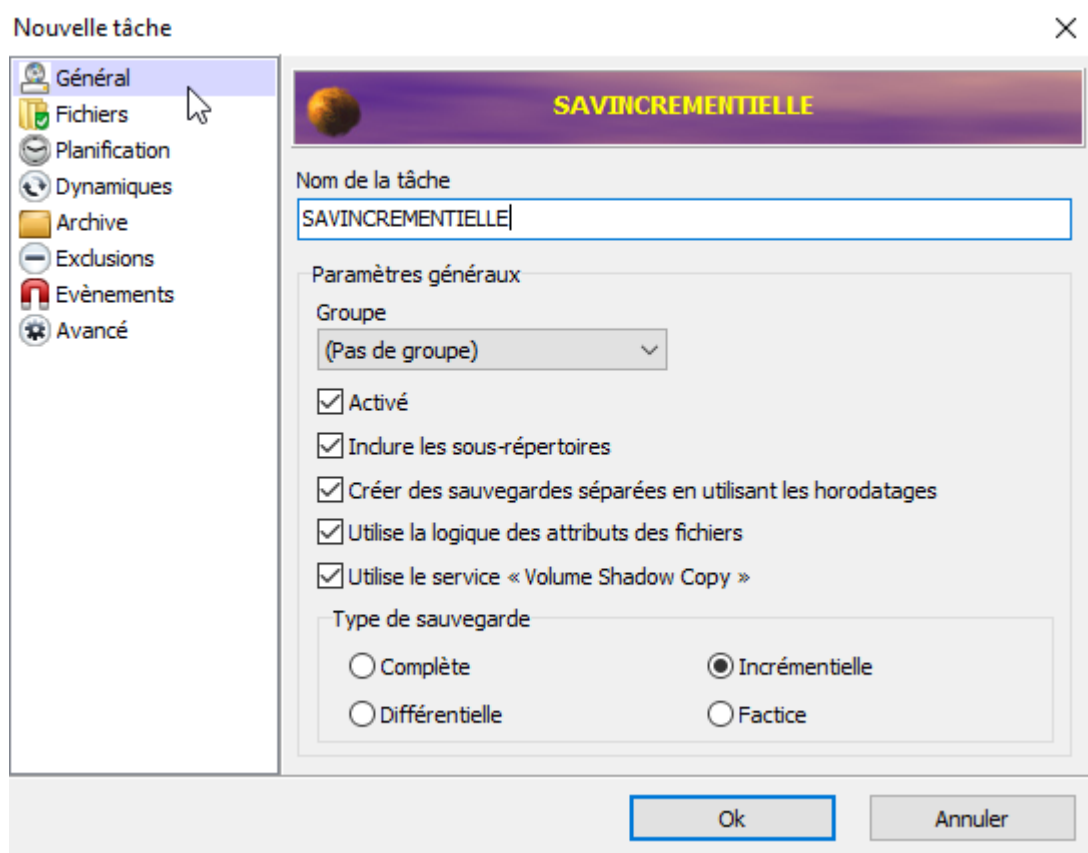 Nouvelle tâche
Général
Fichiers
Planification
Dynamiques
Archive
Exclusions
Evènements
Avancé
SAVINCREMENTIELLE
Nom de la tâche
SAVINCREMENTIELLE
Paramètres généraux
Groupe
(Pas de groupe)
Activé
Inclure les sous-répertoires
Créer des sauvegardes séparées en utilisant les horodatages
Utilise la logique des attributs des fichiers
Utilise le service « Volume Shadow Copy »
Type de sauvegarde
Complète
Incrémentielle
Différentielle
Factice
Ok
Annuler